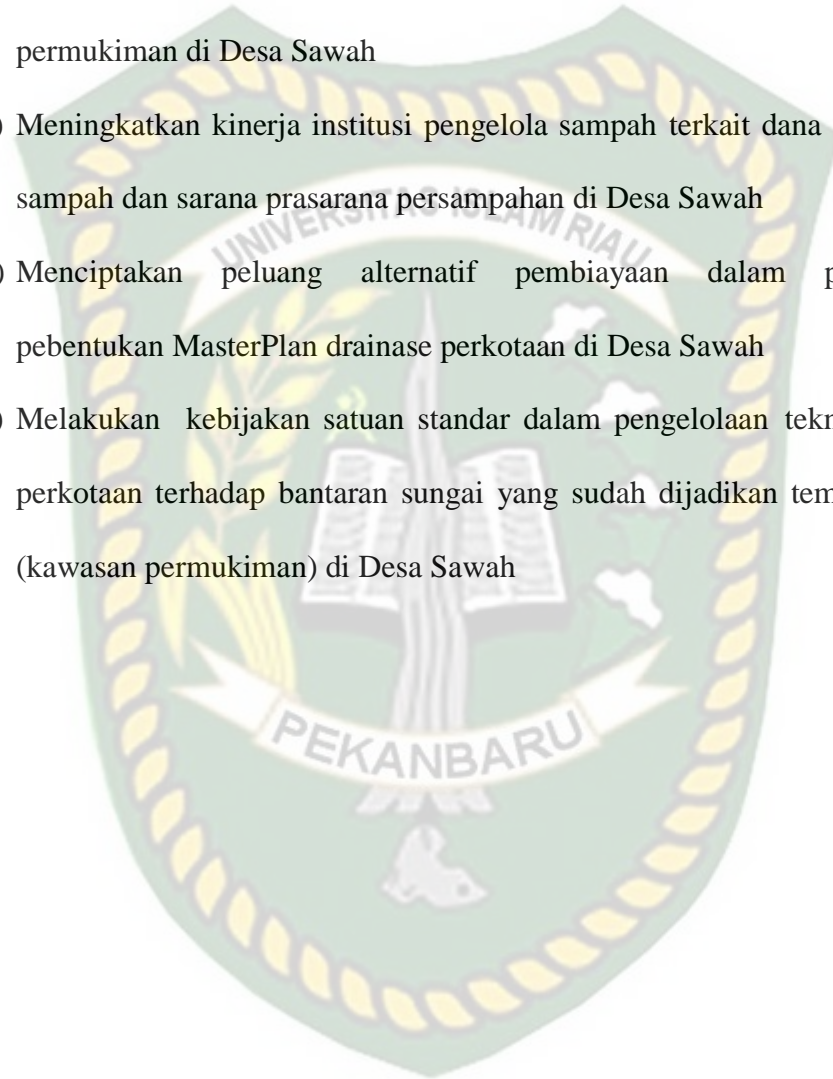 permukiman di Desa Sawah
) Meningkatkan kinerja institusi pengelola sampah terkait dana
sampah dan sarana prasarana persampahan di Desa Sawah
UNIVERSITAS ISLAM RIAU
) Menciptakan peluang alternatif pembiayaan dalam p
pebentukan MasterPlan drainase perkotaan di Desa Sawah
) Melakukan kebijakan satuan standar dalam pengelolaan tekn
perkotaan terhadap bantaran sungai yang sudah dijadikan tem
(kawasan permukiman) di Desa Sawah
PEKANBARU